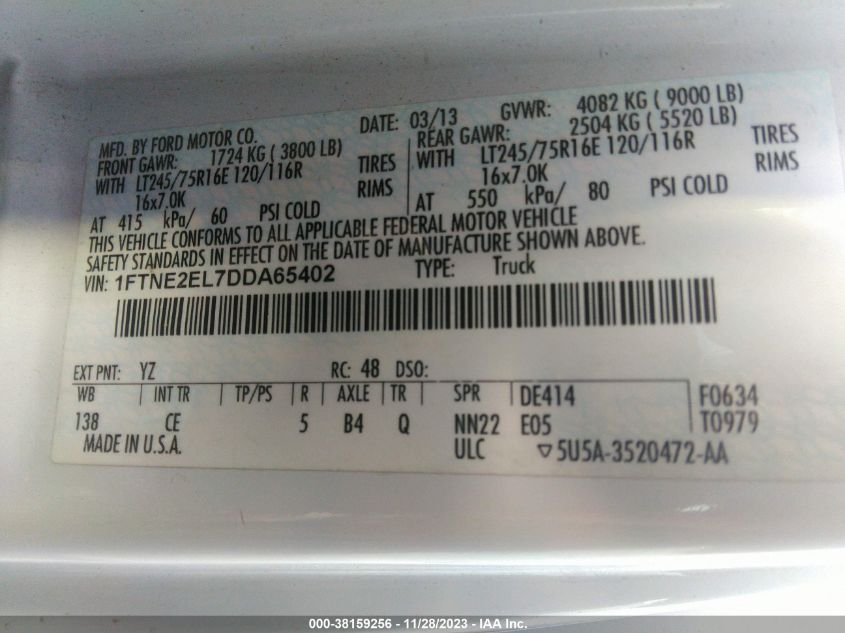 MFD. BY FORD MOTOR CO. DATE: 03/13 GVWR: 4082 KG ( 9000 LB)
FRONT GAWR: 1724 KG ( 3800 LB) REAR GAWR: 2504 KG ( 5520 LB)
WITH LT245/75R16E 120/116R TIRES WITH LT245/75R16E 120/116R TIRES
16x7.0K RIMS 16x7.0K RIMS
AT 415 kPa/ 60 PSI COLD AT 550 kPa/ 80 PSI COLD
THIS VEHICLE CONFORMS TO ALL APPLICABLE FEDERAL MOTOR VEHICLE
SAFETY STANDARDS IN EFFECT ON THE DATE OF MANUFACTURE SHOWN ABOVE.
VIN: 1FTNE2EL7DDA65402 TYPE: Truck
EXT PNT: YZ RC: 48 DSO:
WB INT TR TP/PS R AXLE TR SPR DE414 F0634
138 CE 5 B4 Q NN22 E05 T0979
MADE IN U.S.A. ULC ▽5U5A-3520472-AA
000-38159256 | 11/28/2023 - IAA Inc.